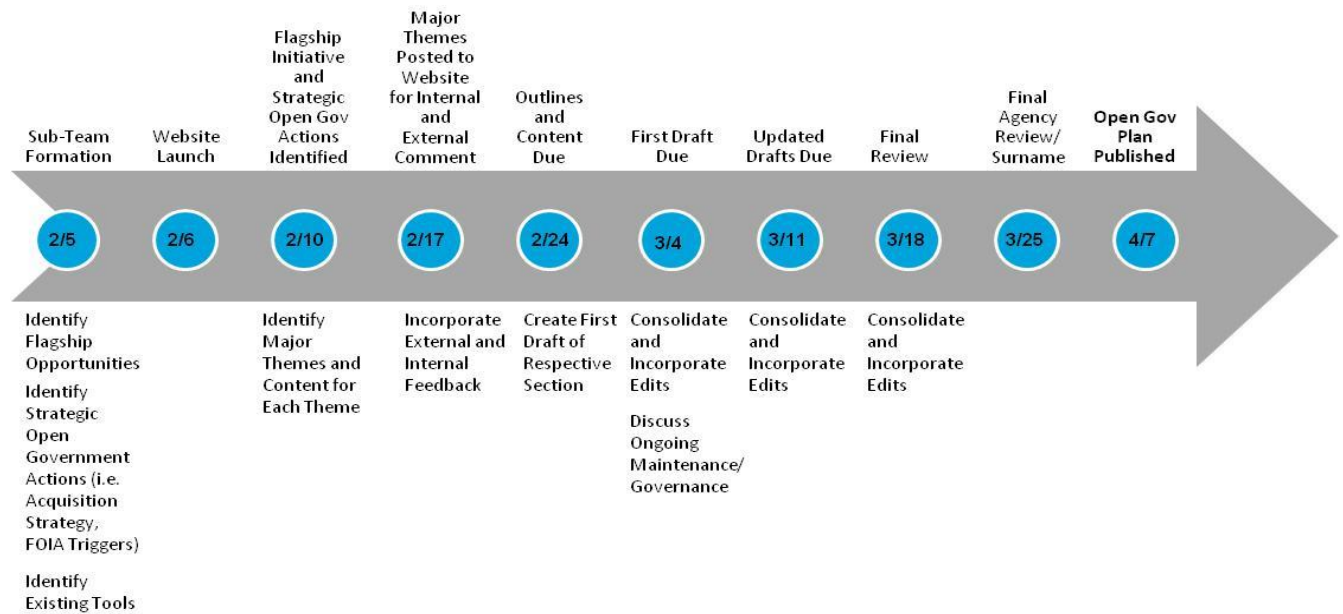 Sub-Team
Formation
Website
Launch
Flagship
Initiative
and
Strategic
Open Gov
Actions
Identified
Major
Themes
Posted to
Website
for Internal
and
External
Comment
Outlines
and
Content
Due
First Draft
Due
Updated
Drafts Due
Final
Review
Final
Agency
Review/
Surname
Open Gov
Plan
Published
2/5
2/6
2/10
2/17
2/24
3/4
3/11
3/18
3/25
4/7
Identify
Flagship
Opportunities
Identify
Strategic
Open
Government
Actions (i.e.
Acquisition
Strategy,
FOIA Triggers)
Identify
Existing Tools
Identify
Major
Themes and
Content for
Each Theme
Incorporate
External and
Internal
Feedback
Create First
Draft of
Respective
Section
Consolidate
and
Incorporate
Edits
Discuss
Ongoing
Maintenance/
Governance
Consolidate
and
Incorporate
Edits
Consolidate
and
Incorporate
Edits